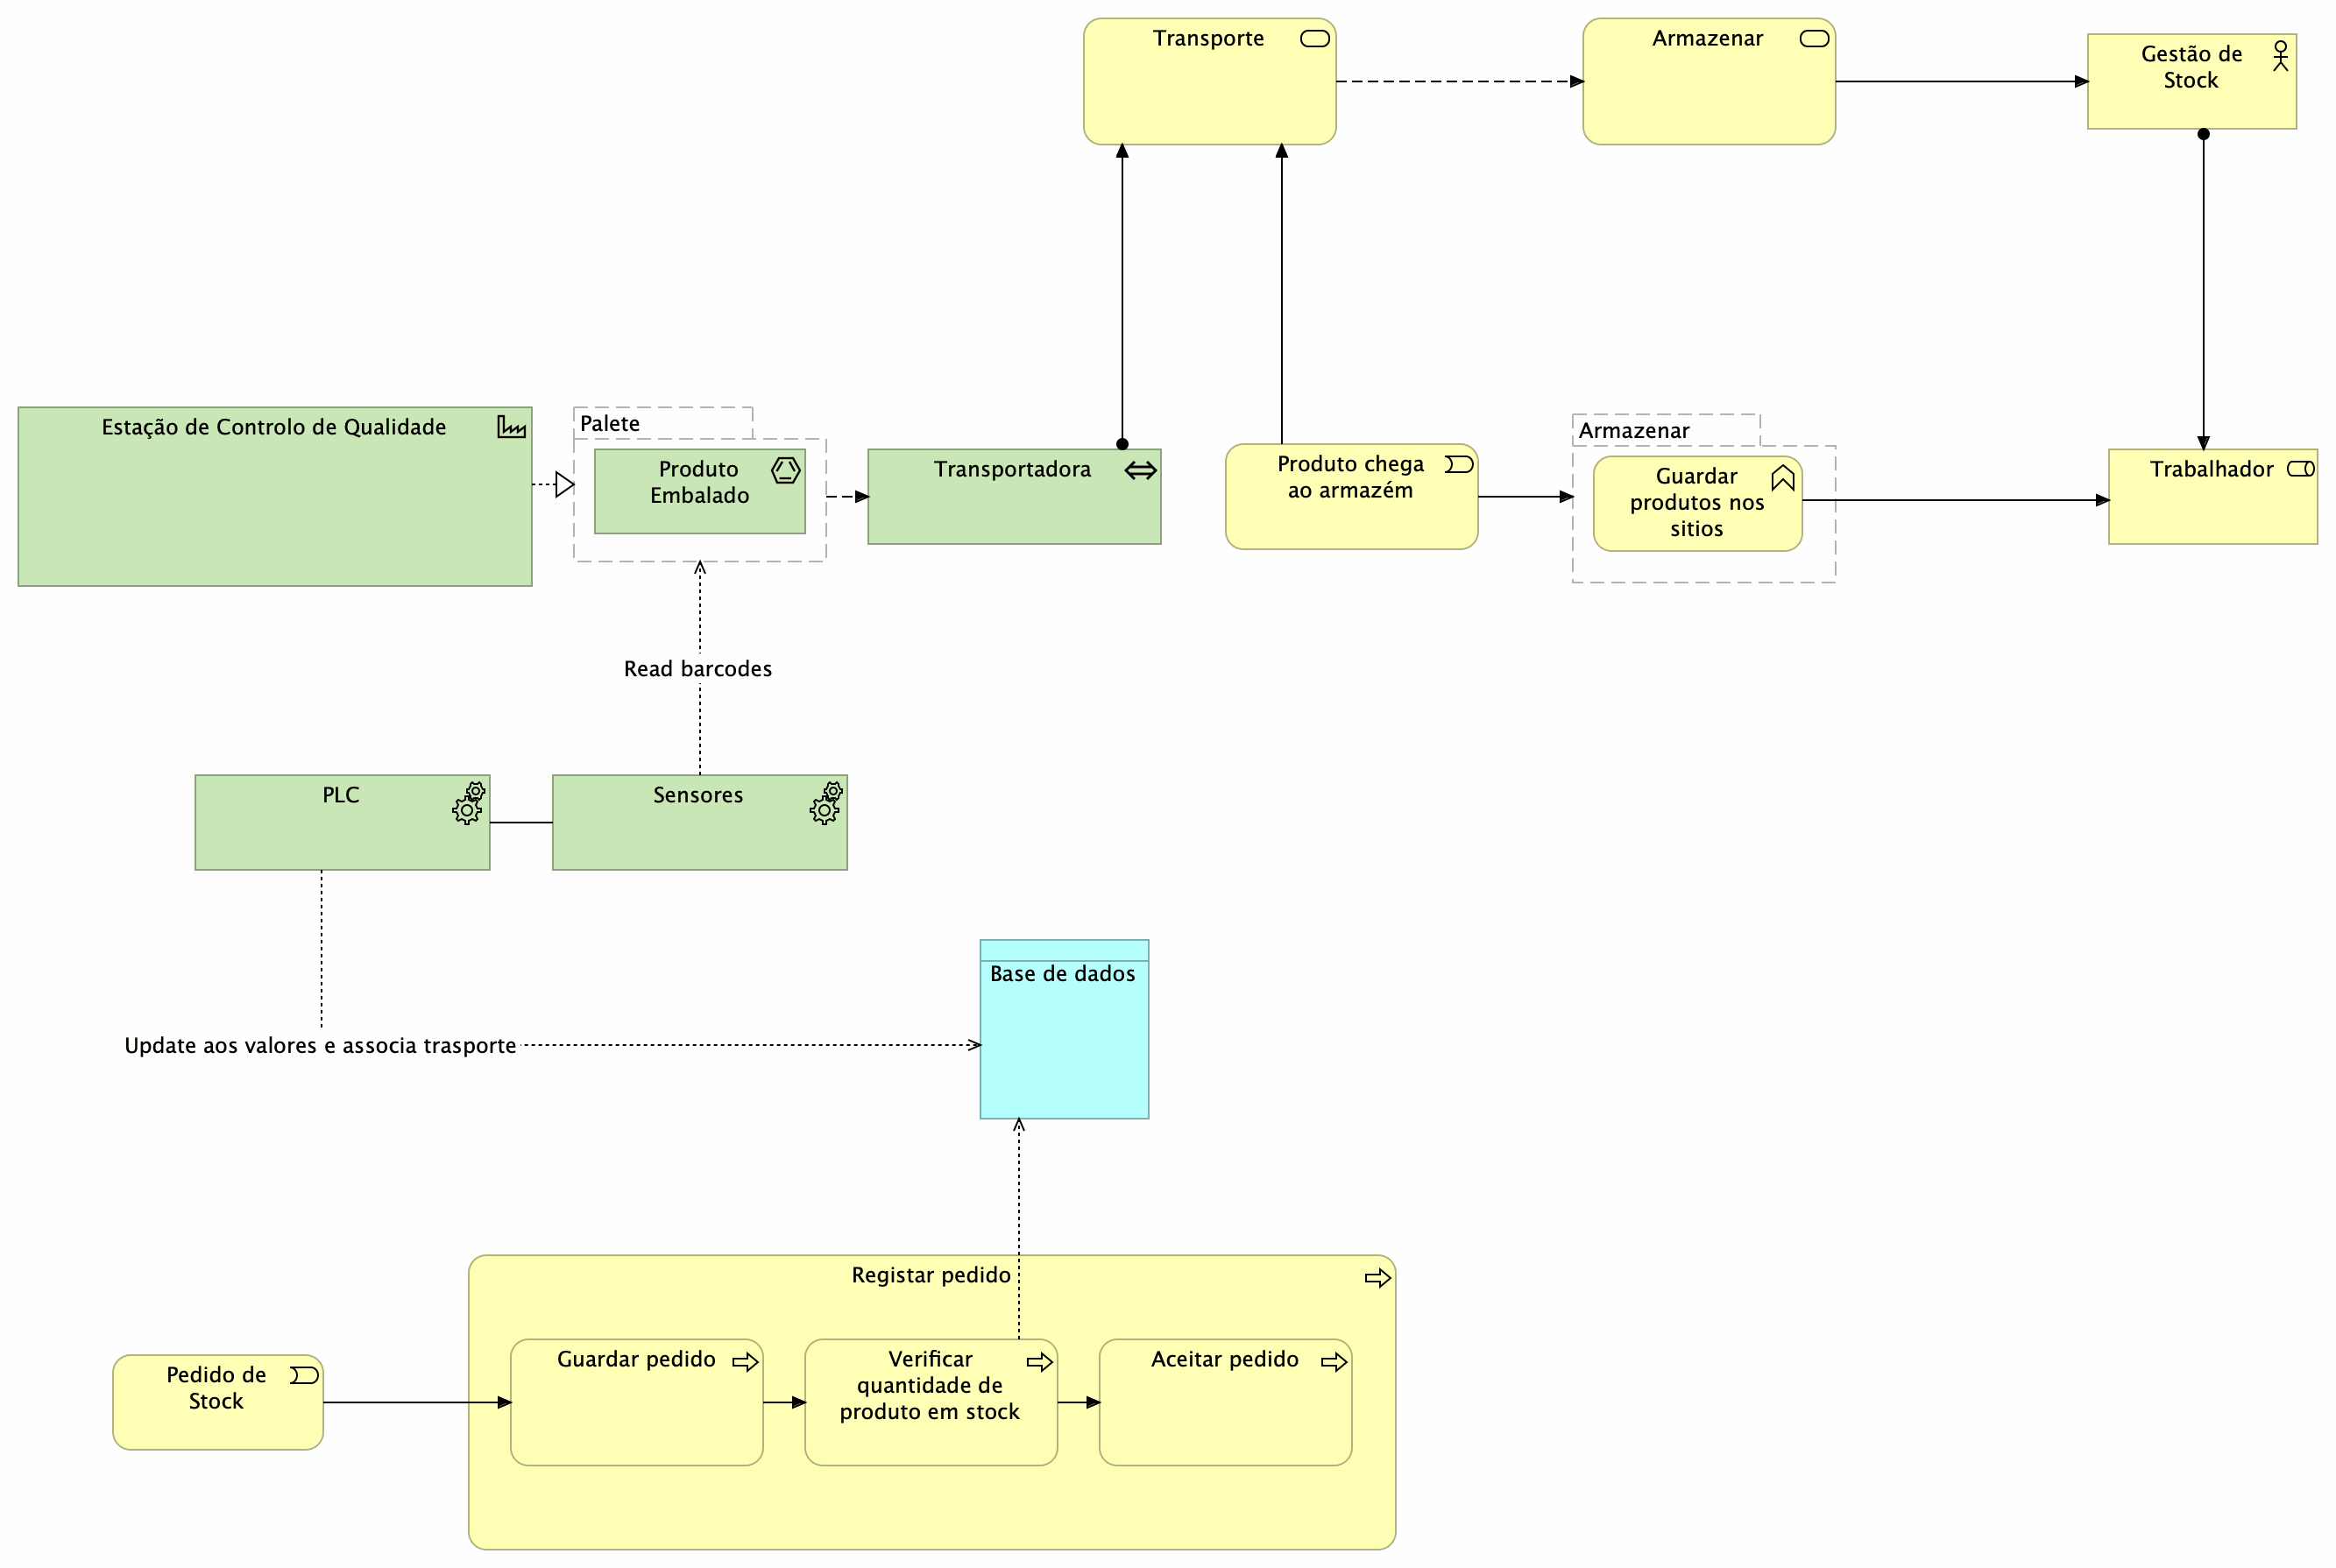 Transporte
Armazenar
Gestão de
Stock
Estação de Controlo de Qualidade
Palete
Produto
Embalado
Transportadora
Produto chega
ao armazém
Armazenar
Guardar
produtos nos
sitios
Trabalhador
Read barcodes
PLC
Sensores
Base de dados
Update aos valores e associa trasporte
Registar pedido
Pedido de
Stock
Guardar pedido
Verificar
quantidade de
produto em stock
Aceitar pedido